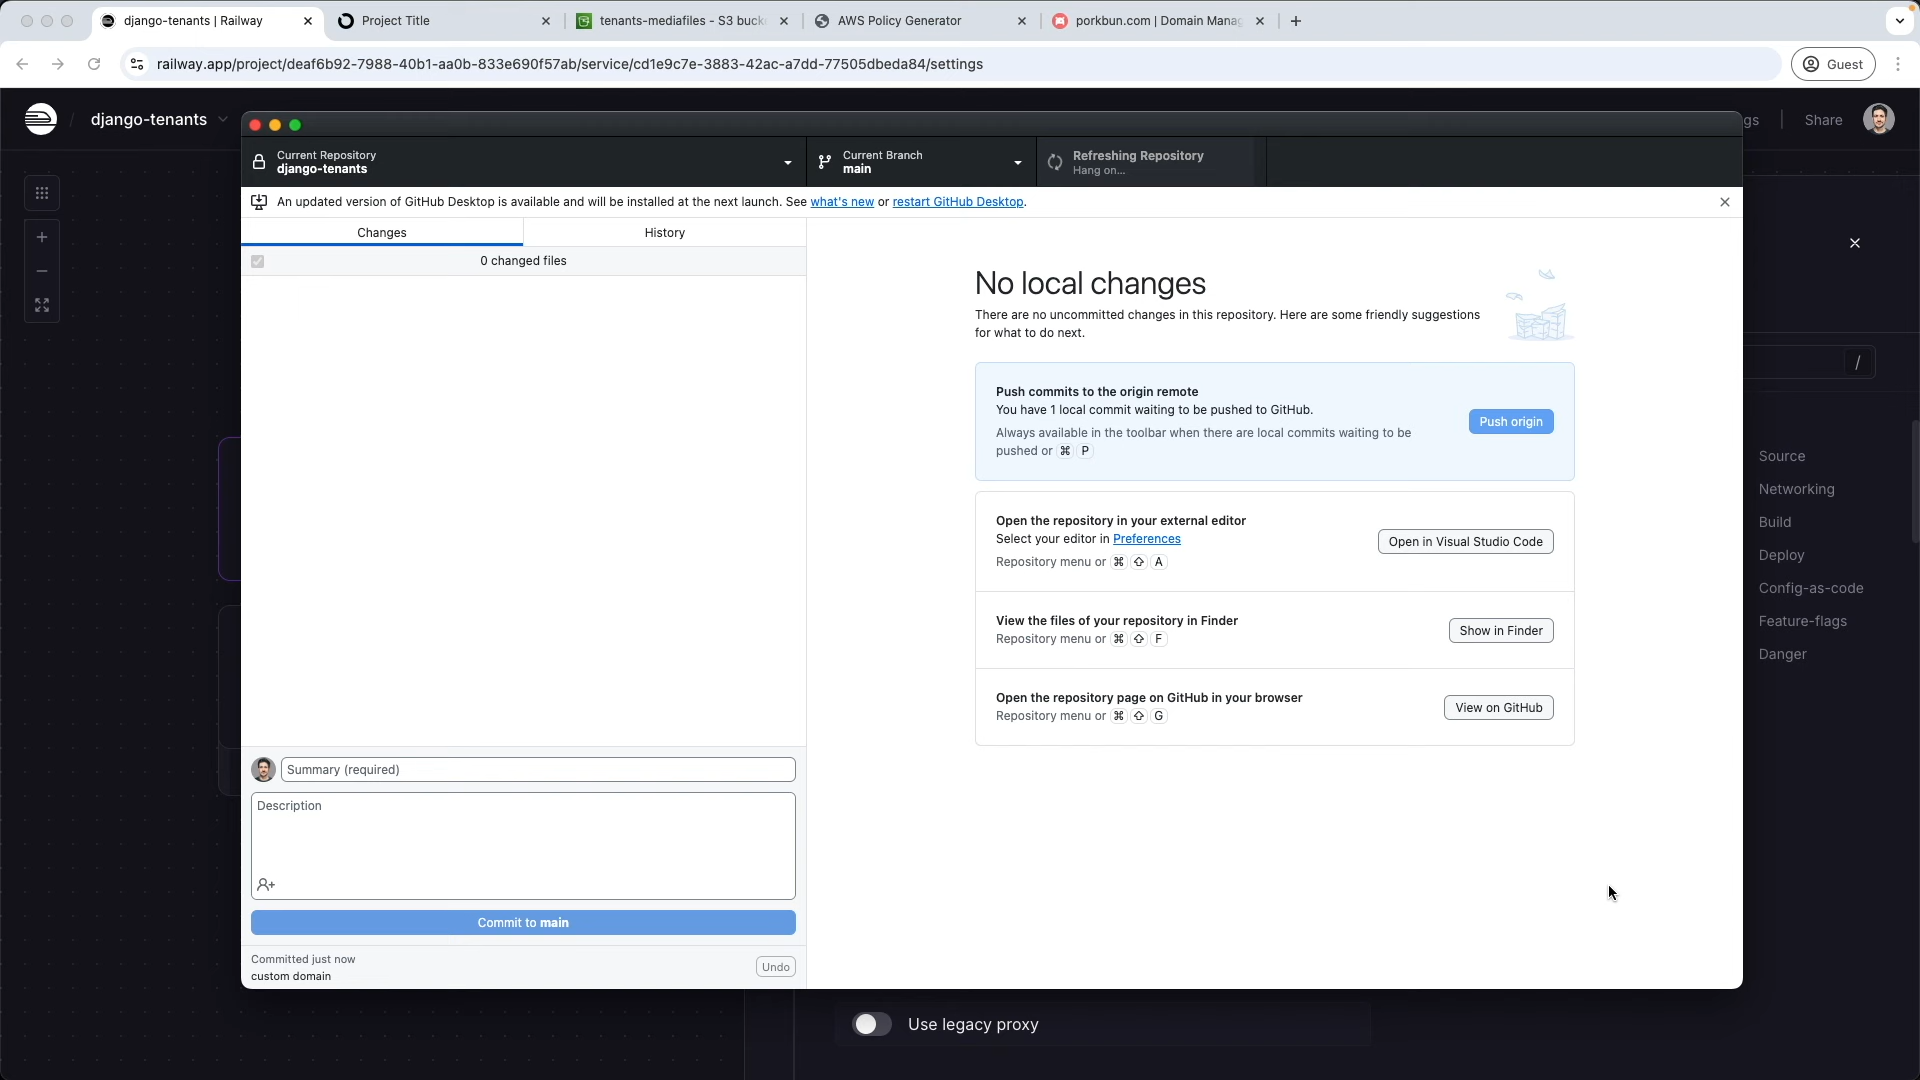 django-tenants | Railway
Project Title
tenants-mediafiles - S3 buck
AWS Policy Generator
porkbun.com | Domain Manag
railway.app/project/deaf6b92-7988-40b1-aa0b-833e690f57ab/service/cd1e9c7e-3883-42ac-a7dd-77505dbeda84/settings
Guest
django-tenants
gs
Share
Current Repository
django-tenants
Current Branch
main
Refreshing Repository
Hang on...
An updated version of GitHub Desktop is available and will be installed at the next launch. See what's new or restart GitHub Desktop.
Changes
History
0 changed files
No local changes
There are no uncommitted changes in this repository. Here are some friendly suggestions
for what to do next.
Push commits to the origin remote
You have 1 local commit waiting to be pushed to GitHub.
Always available in the toolbar when there are local commits waiting to be
pushed or ⌘ P
Push origin
Open the repository in your external editor
Select your editor in Preferences
Repository menu or ⌘ ⇧ A
Open in Visual Studio Code
View the files of your repository in Finder
Repository menu or ⌘ ⇧ F
Show in Finder
Open the repository page on GitHub in your browser
Repository menu or ⌘ ⇧ G
View on GitHub
Summary (required)
Description
Commit to main
Committed just now
custom domain
Undo
/
Source
Networking
Build
Deploy
Config-as-code
Feature-flags
Danger
Use legacy proxy